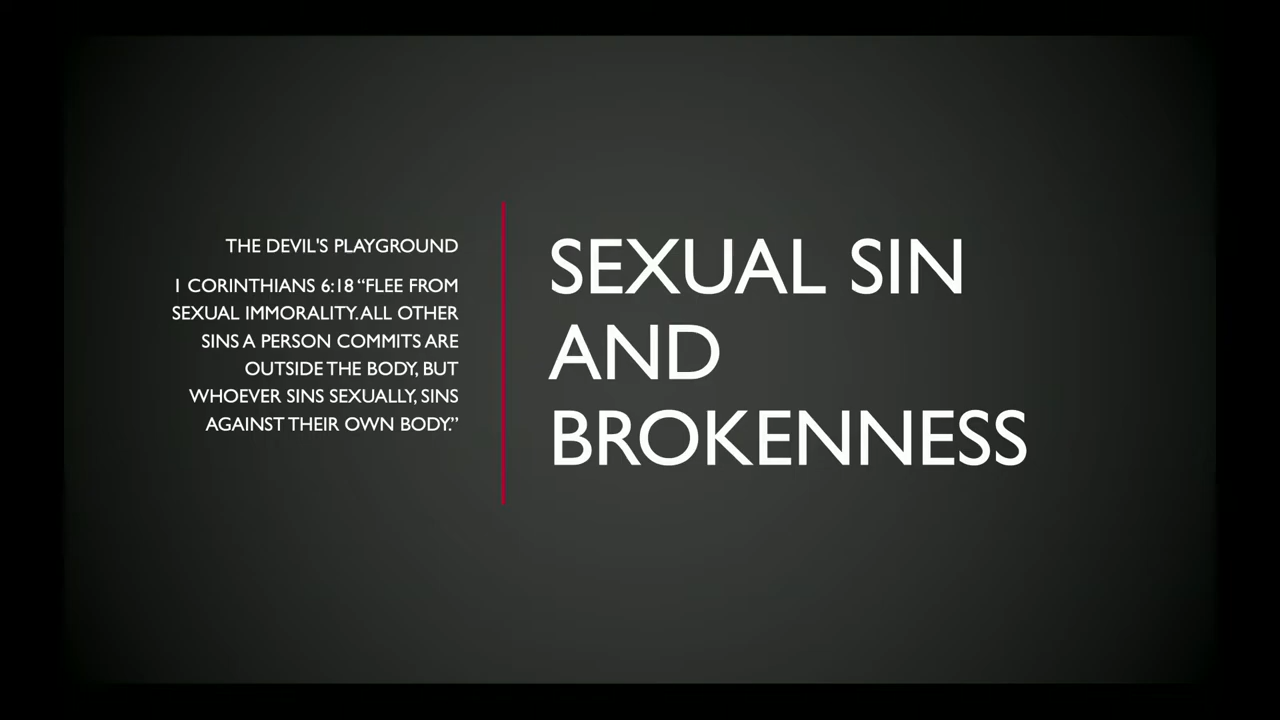 THE DEVIL'S PLAYGROUND
1 CORINTHIANS 6:18 “FLEE FROM
SEXUAL IMMORALITY. ALL OTHER
SINS A PERSON COMMITS ARE
OUTSIDE THE BODY, BUT
WHOEVER SINS SEXUALLY, SINS
AGAINST THEIR OWN BODY.”
SEXUAL SIN
AND
BROKENNESS